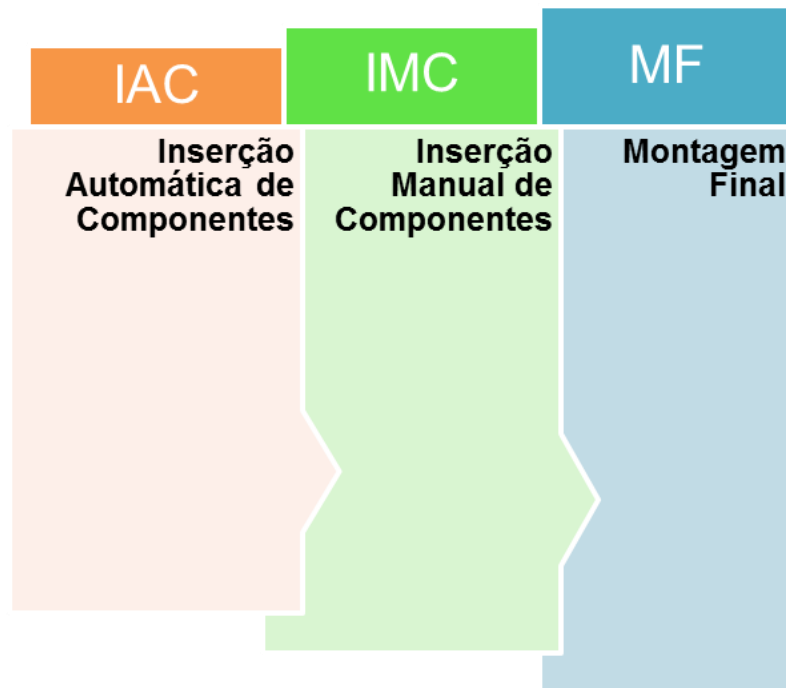 IAC
Inserção
Automática de
Componentes
IMC
Inserção
Manual de
Componentes
MF
Montagem
Final